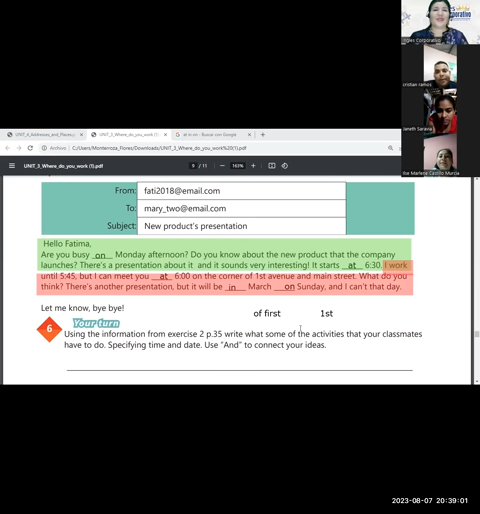 Ingles Corporativo
cristian ramos
Janeth Saravia
UNIT_4_Addresses_and_Places
UNIT_3_Where_do_you_work (1).pdf
at in on - Buscar con Google
Archivo
C:/Users/Monterroza_Flores/Downloads/UNIT_3_Where_do_you_work%20(1).pdf
UNIT_3_Where_do_you_work (1).pdf
9 / 11
163%
From: fati2018@email.com
To: mary_two@email.com
Subject: New product's presentation
Hello Fatima,
Are you busy on Monday afternoon? Do you know about the new product that the company
launches? There's a presentation about it and it sounds very interesting! It starts at 6:30. I work
until 5:45, but I can meet you at 6:00 on the corner of 1st avenue and main street. What do you
think? There's another presentation, but it will be in March on Sunday, and I can't that day.
Let me know, bye bye!
of first 1st
6 Your turn
Using the information from exercise 2 p.35 write what some of the activities that your classmates
have to do. Specifying time and date. Use "And" to connect your ideas.
2023-08-07 20:39:01